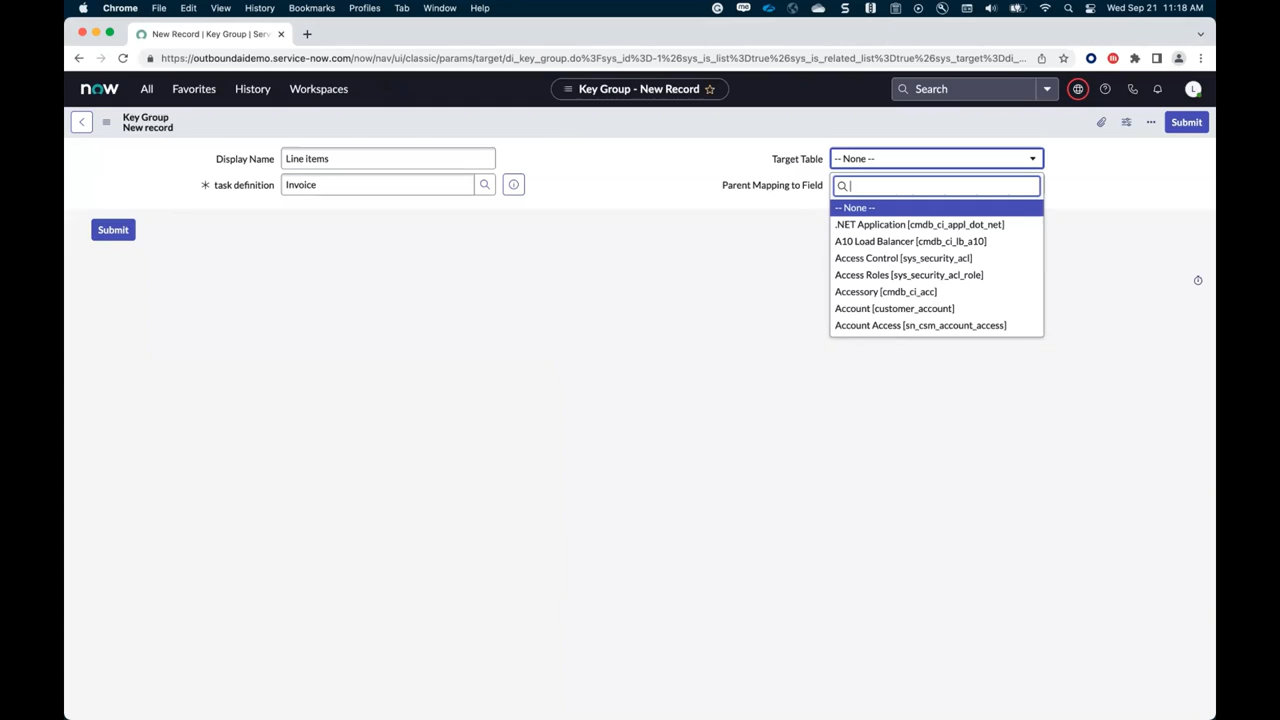 Chrome File Edit View History Bookmarks Profiles Tab Window Help Wed Sep 21 11:18 AM
New Record | Key Group | Serv
https://outboundaidemo.service-now.com/now/nav/ui/classic/params/target/di_key_group.do%3Fsys_id%3D-1%26sys_is_list%3Dtrue%26sys_is_related_list%3Dtrue%26sys_target%3Ddi_...
now All Favorites History Workspaces Key Group - New Record Search L
Key Group
New record
Submit
Display Name Line items Target Table -- None --
task definition Invoice Parent Mapping to Field
-- None --
.NET Application [cmdb_ci_appl_dot_net]
A10 Load Balancer [cmdb_ci_lb_a10]
Access Control [sys_security_acl]
Access Roles [sys_security_acl_role]
Accessory [cmdb_ci_acc]
Account [customer_account]
Account Access [sn_csm_account_access]
Submit